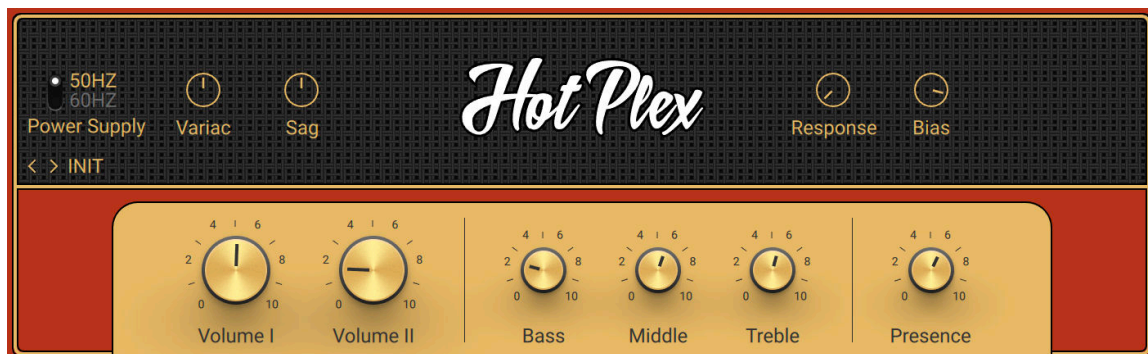 Hot Plex
50HZ
60HZ
Power Supply Variac Sag Response Bias
< > INIT
4 6 4 6 4 6 4 6 4 6 4 6
2 8 2 8 2 8 2 8 2 8 2 8
0 10 0 10 0 10 0 10 0 10 0 10
Volume I Volume II Bass Middle Treble Presence